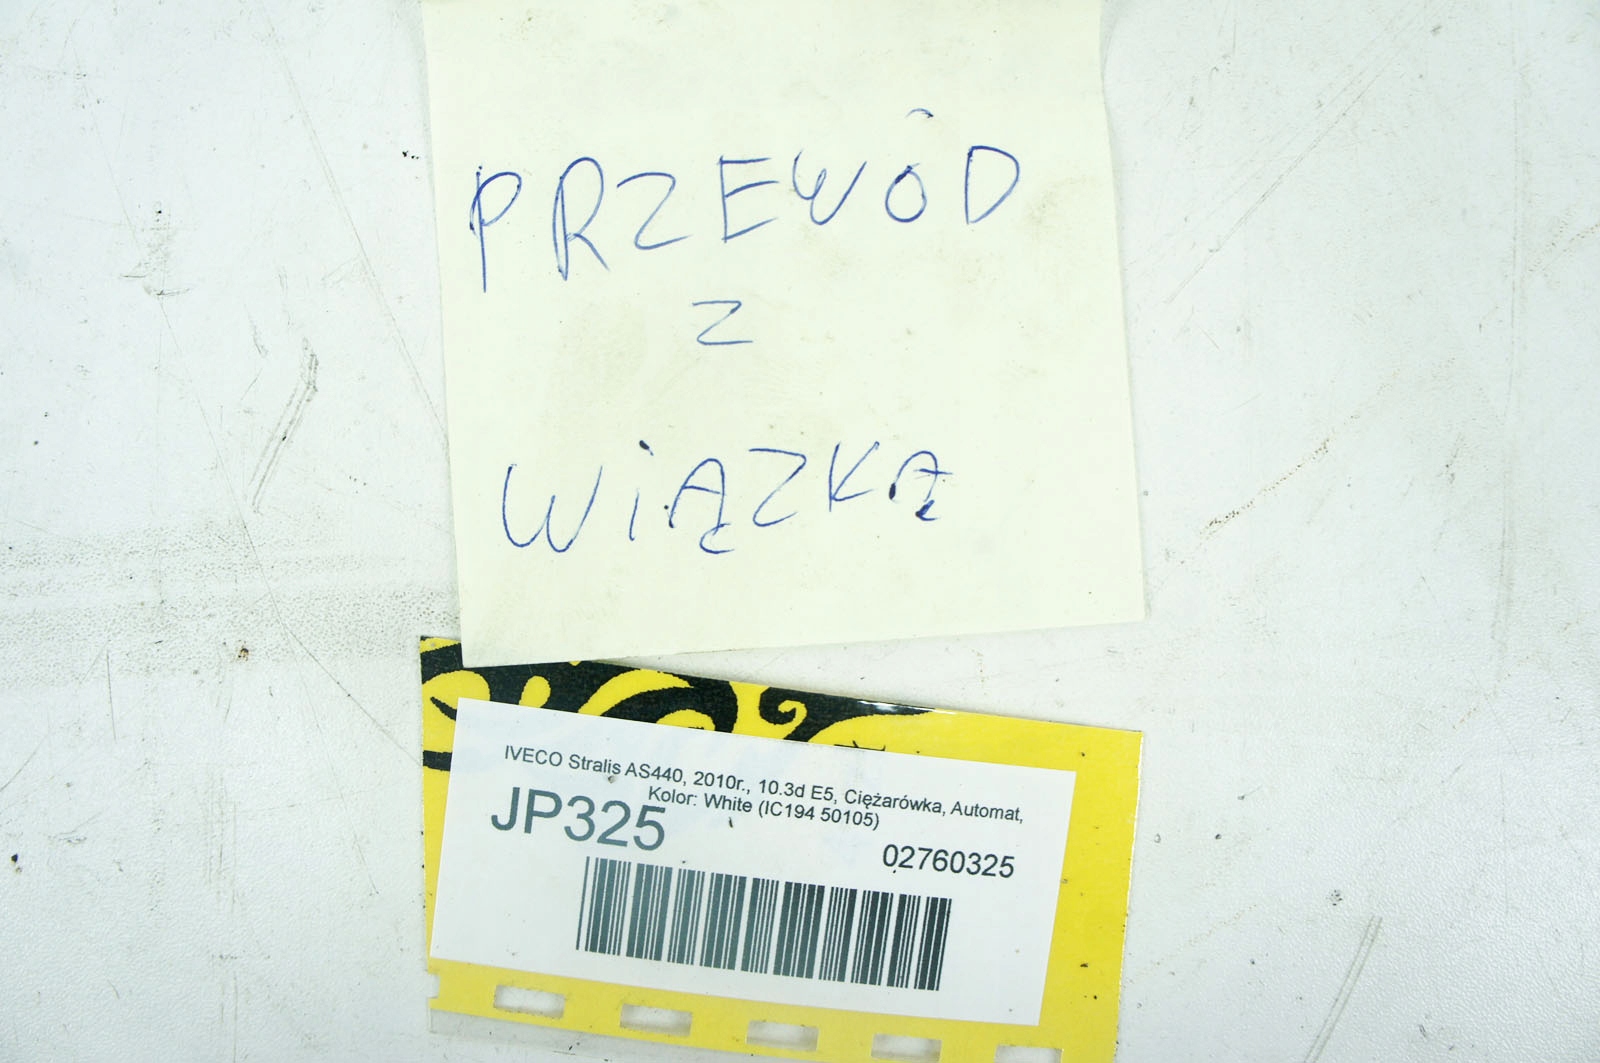 PRZEWÓD
Z
WIĄZKĄ
IVECO Stralis AS440, 2010r., 10.3d E5, Ciężarówka, Automat,
Kolor: White (IC194 50105)
JP325
02760325